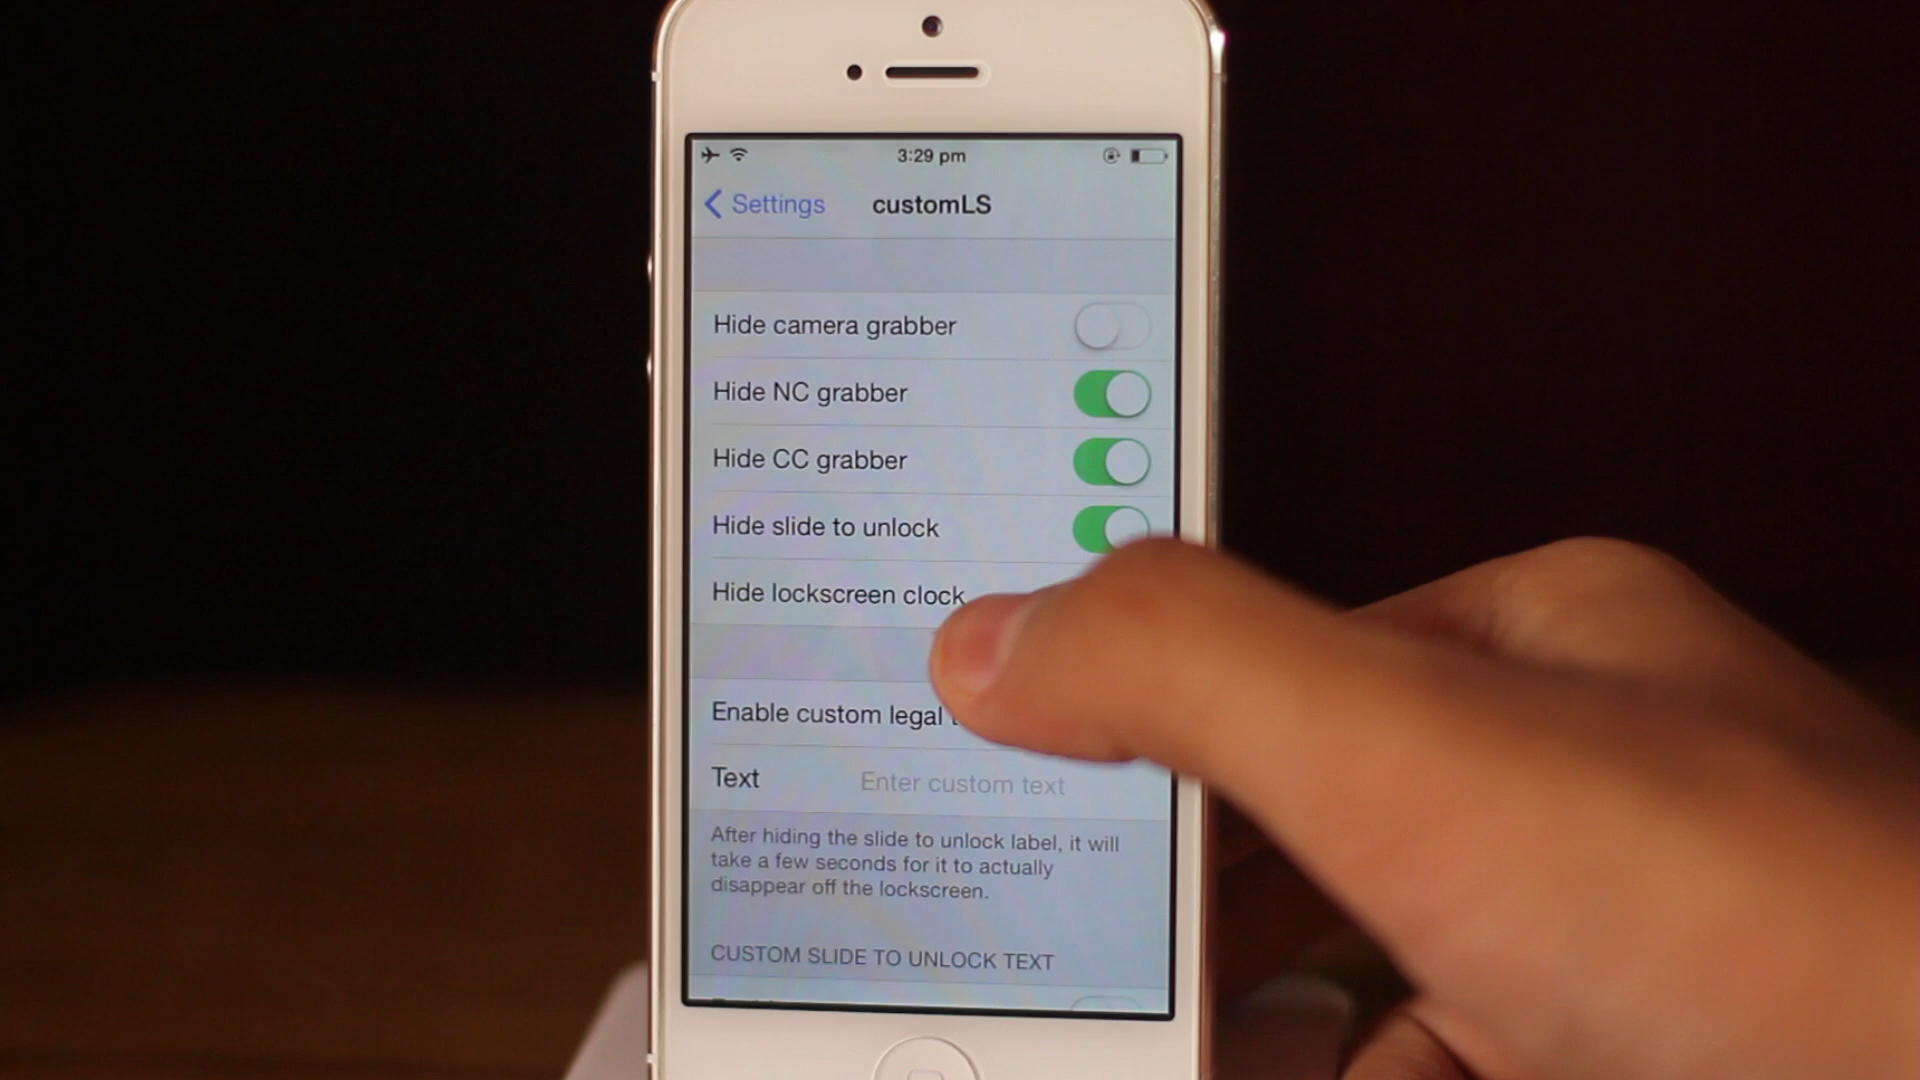 3:29 pm
Settings
customLS
Hide camera grabber
Hide NC grabber
Hide CC grabber
Hide slide to unlock
Hide lockscreen clock
Enable custom legal
Text
Enter custom text
After hiding the slide to unlock label, it will
take a few seconds for it to actually
disappear off the lockscreen.
CUSTOM SLIDE TO UNLOCK TEXT